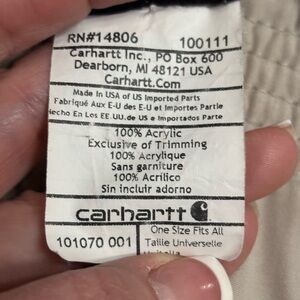 RN#14806 100111
Carhartt Inc., PO Box 600
Dearborn, MI 48121 USA
Carhartt.Com
Made In USA of US Imported Parts
Fabriqué Aux E-U des E-U et Importes Partie
Hecho En Los EE UU.de US e Importados Parte
100% Acrylic
Exclusive of Trimming
100% Acrylique
Sans garniture
100% Acrilico
Sin incluir adorno
carhartt
101070 001
One Size Fits All
Taille Universelle